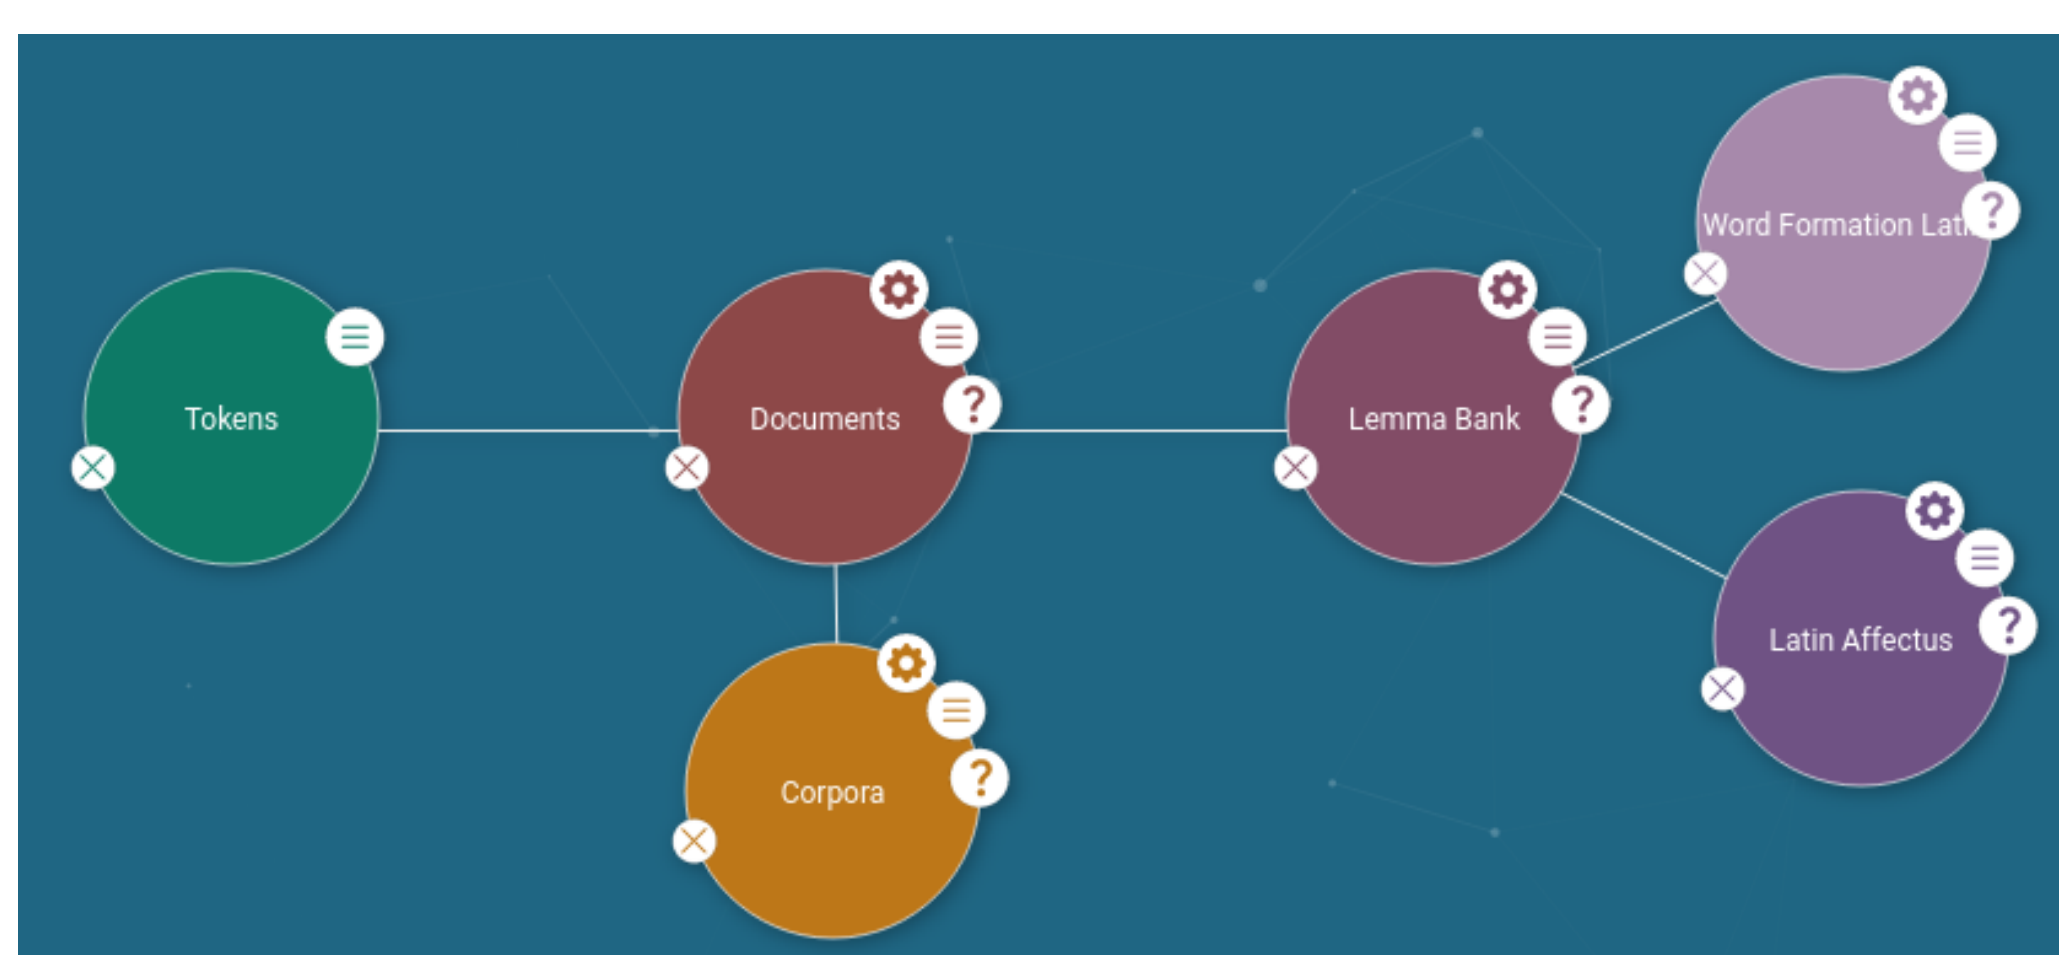 Word Formation Lat
Tokens
Documents
?
Lemma Bank
?
?
Latin Affectus
?
Corpora
?